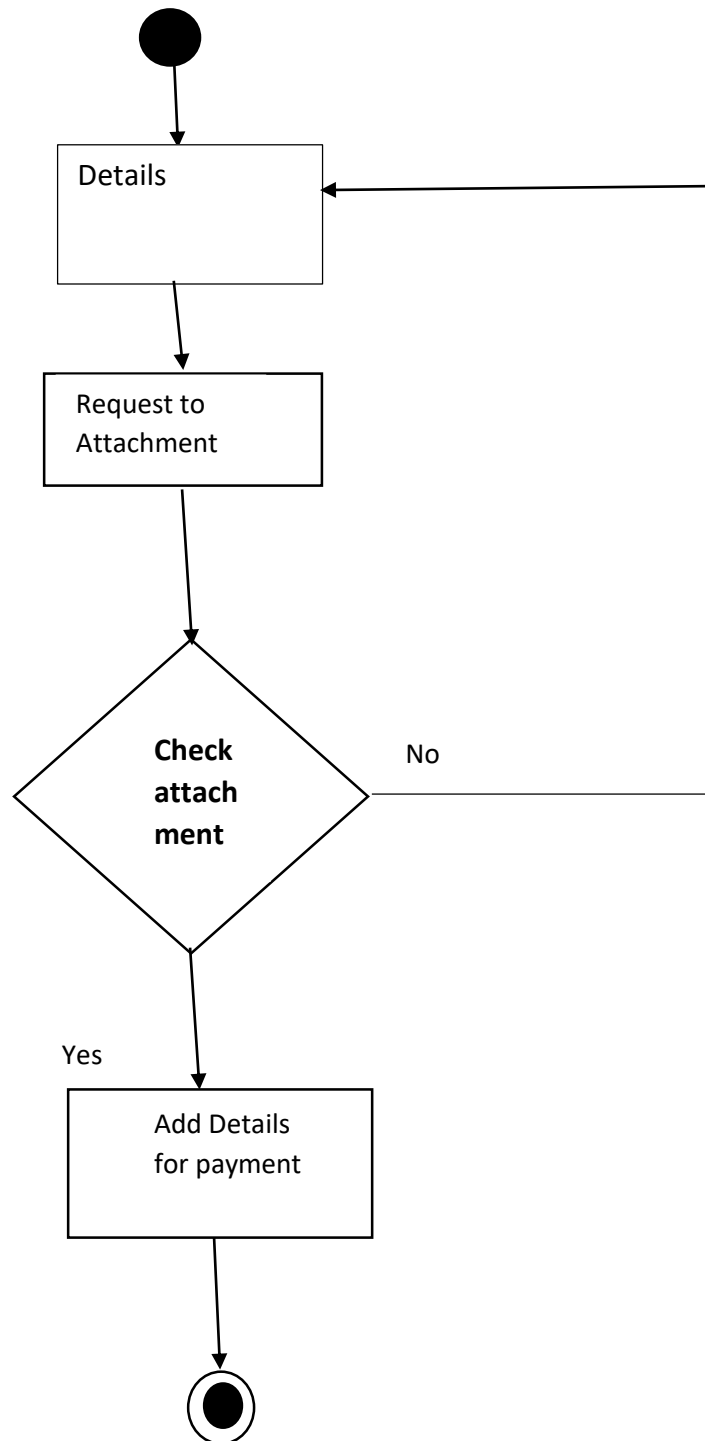 Details
Request to
Attachment
Check
attach
ment
No
Yes
Add Details
for payment